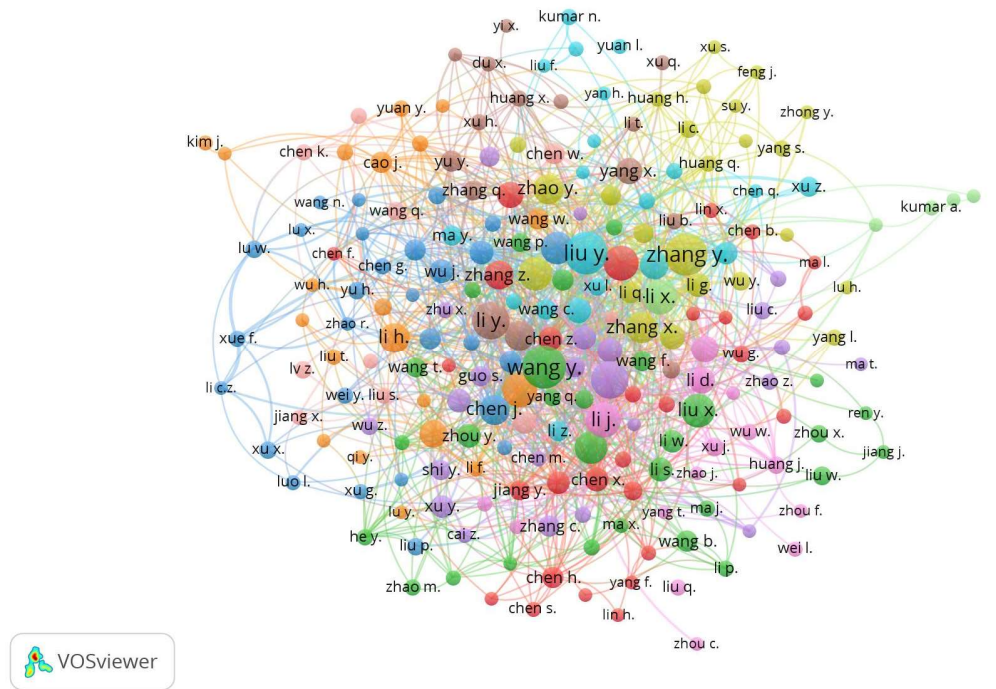 kumar n.
yi x.
yuan l.
xu s.
du x.
liu f.
xu q.
feng j.
yan h.
huang x.
huang h.
su y.
zhong y.
yuan y.
xu h.
li t.
li c.
kim j.
chen k.
cao j.
yu y.
chen w.
yang x.
huang q.
yang s.
zhang q.
zhao y.
chen q.
xu z.
wang n.
wang q.
wang w.
liu b.
lin x.
kumar a.
lu x.
ma y.
chen b.
lu w.
chen f.
wang p.
liu y.
zhang y.
chen g.
wu j.
zhang z.
ma l.
wu h.
yu h.
xu l.
li q.
li g.
wu y.
lu h.
li x.
zhu x.
wang c.
liu c.
zhao r.
li y.
zhang x.
xue f.
li h.
chen z.
yang l.
liu t.
wu g.
lv z.
wang t.
wang y.
wang f.
ma t.
guo s.
li d.
zhao z.
li c.z.
wei y.
liu s.
yang q.
jiang x.
chen j.
li j.
liu x.
ren y.
wu z.
zhou y.
li z.
wu w.
zhou x.
xu x.
li w.
xu j.
jiang j.
qi y.
chen m.
shi y.
li f.
li s.
zhao j.
huang j.
liu w.
luo l.
xu g.
jiang y.
chen x.
xu y.
lu y.
yang t.
ma j.
zhou f.
zhang c.
ma x.
he y.
cai z.
wang b.
liu p.
wei l.
li p.
zhao m.
chen h.
yang f.
liu q.
chen s.
lin h.
zhou c.
VOSviewer